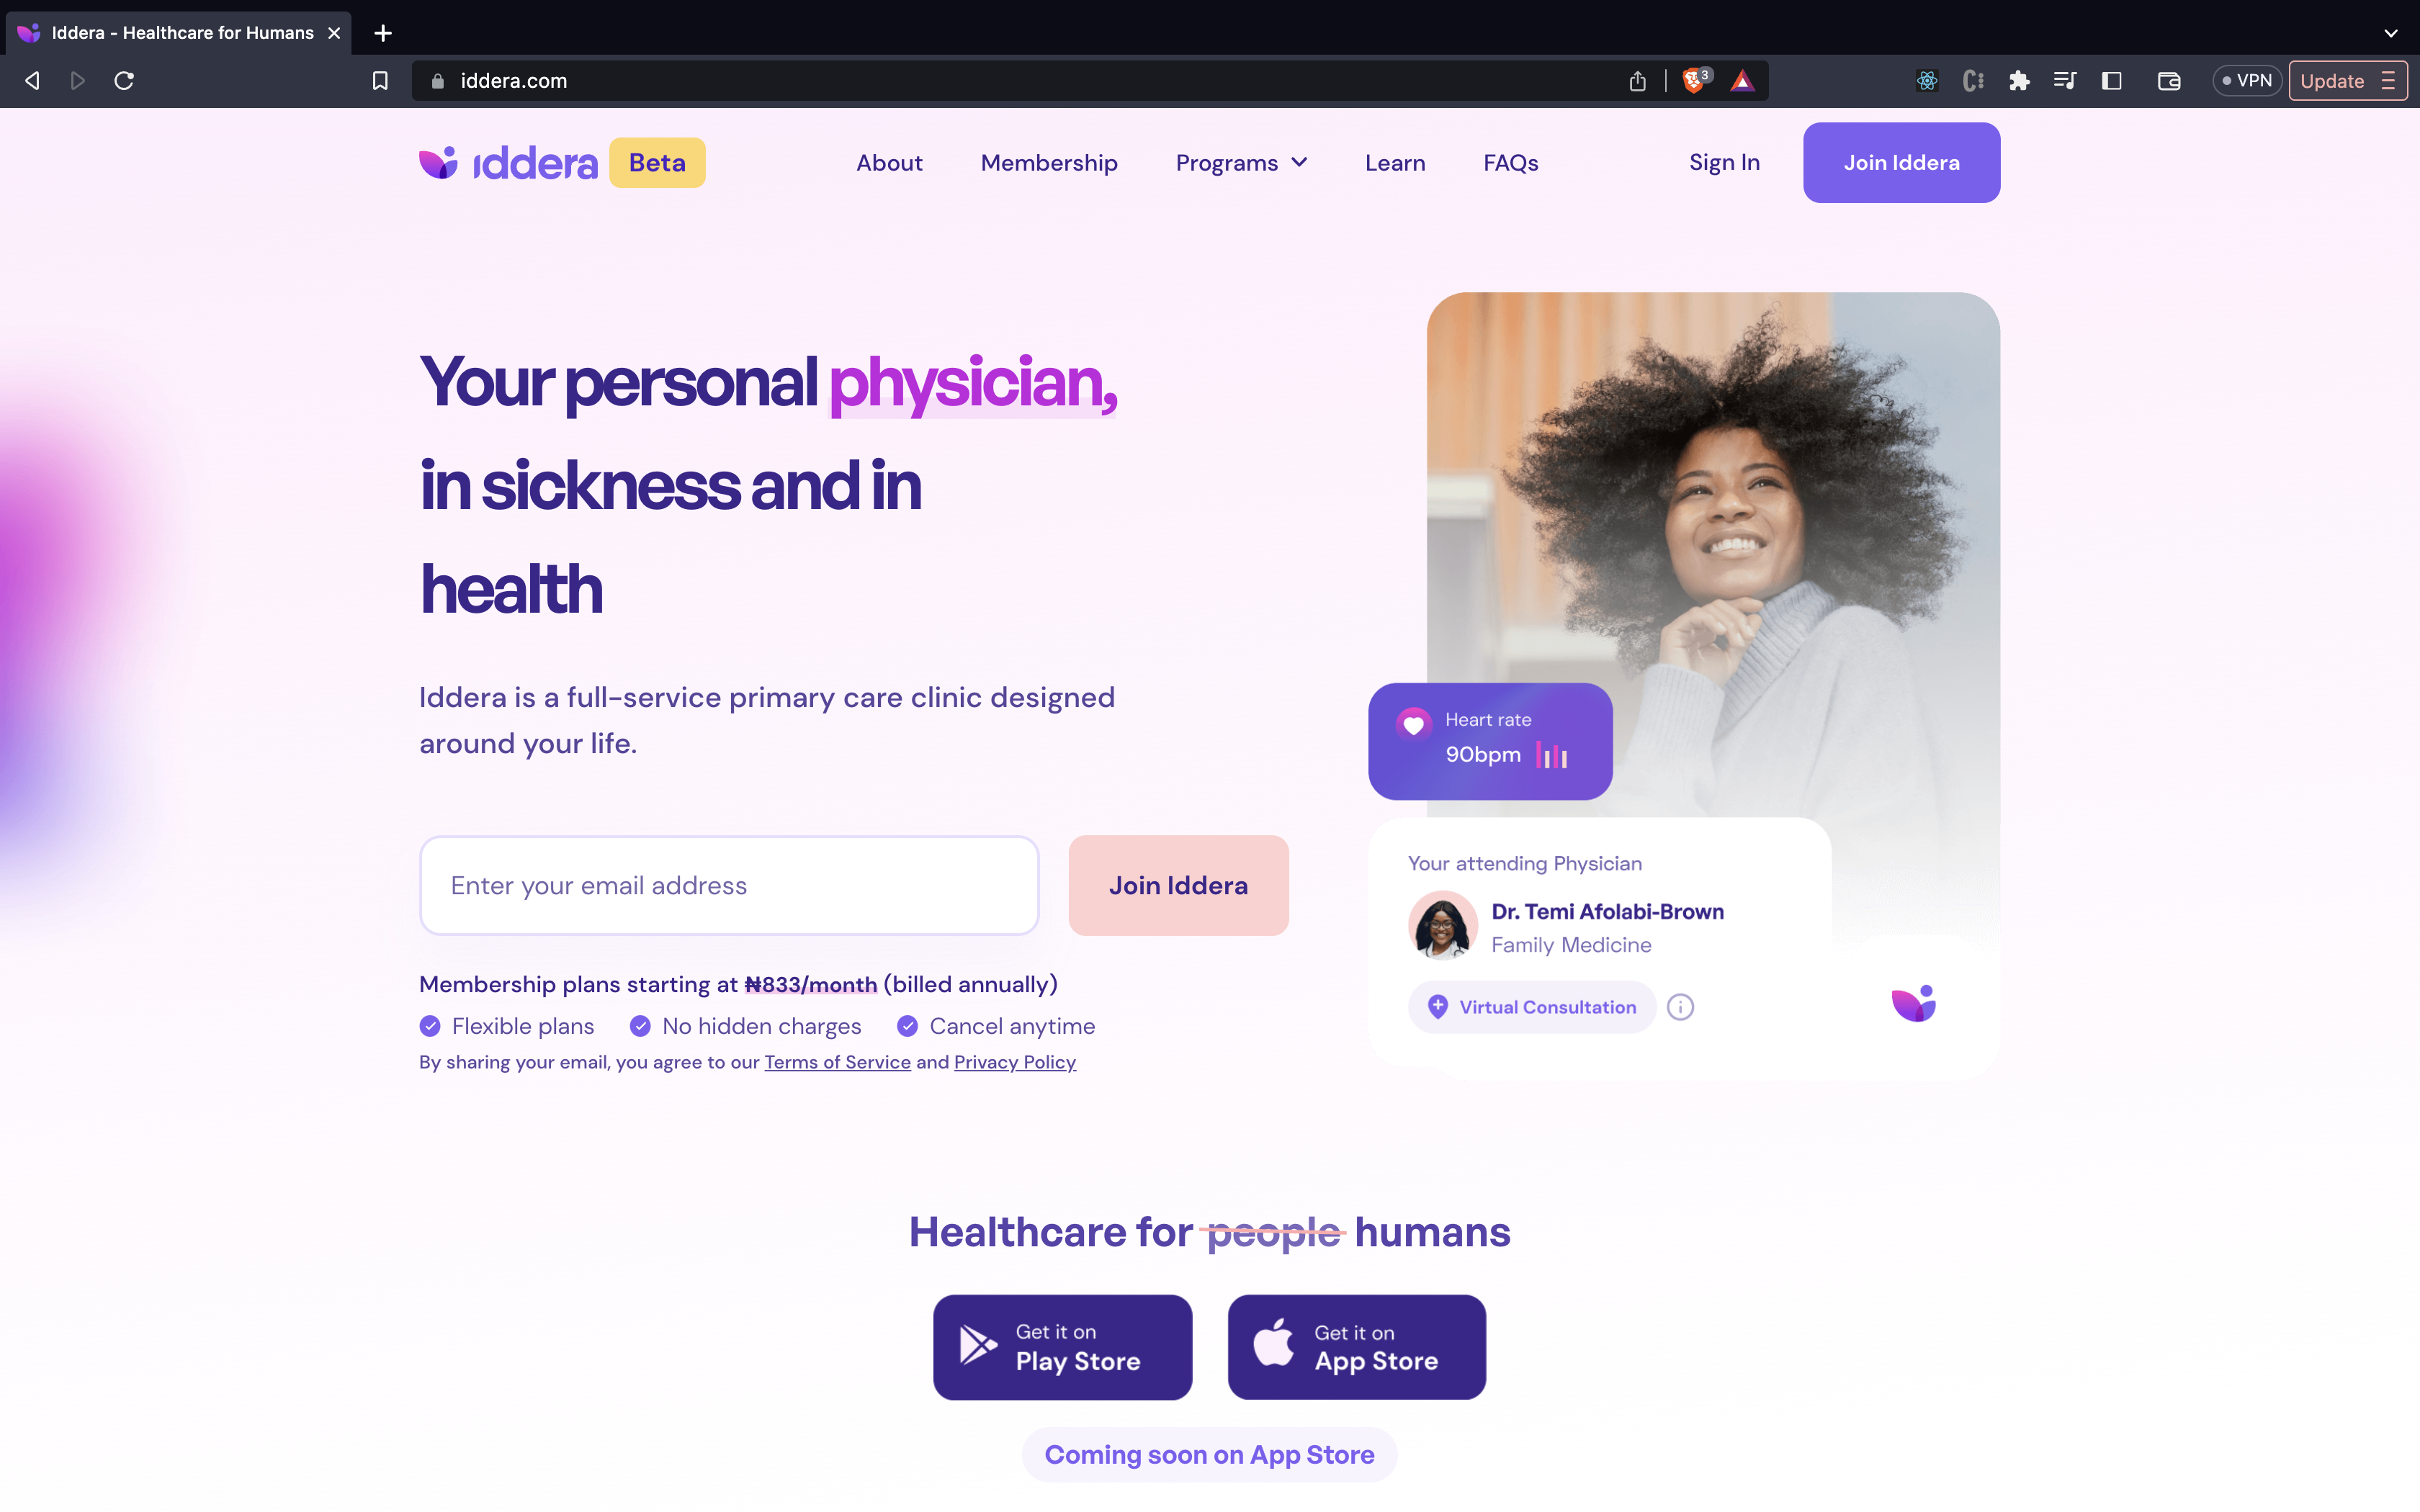 Iddera - Healthcare for Humans
iddera.com
3
VPN
Update
iddera
Beta
About
Membership
Programs
Learn
FAQs
Sign In
Join Iddera
Your personal physician,
in sickness and in
health
Iddera is a full-service primary care clinic designed
around your life.
Enter your email address
Join Iddera
Membership plans starting at ₦833/month (billed annually)
Flexible plans
No hidden charges
Cancel anytime
By sharing your email, you agree to our Terms of Service and Privacy Policy
Heart rate
90bpm
Your attending Physician
Dr. Temi Afolabi-Brown
Family Medicine
Virtual Consultation
Healthcare for people humans
Get it on
Play Store
Get it on
App Store
Coming soon on App Store